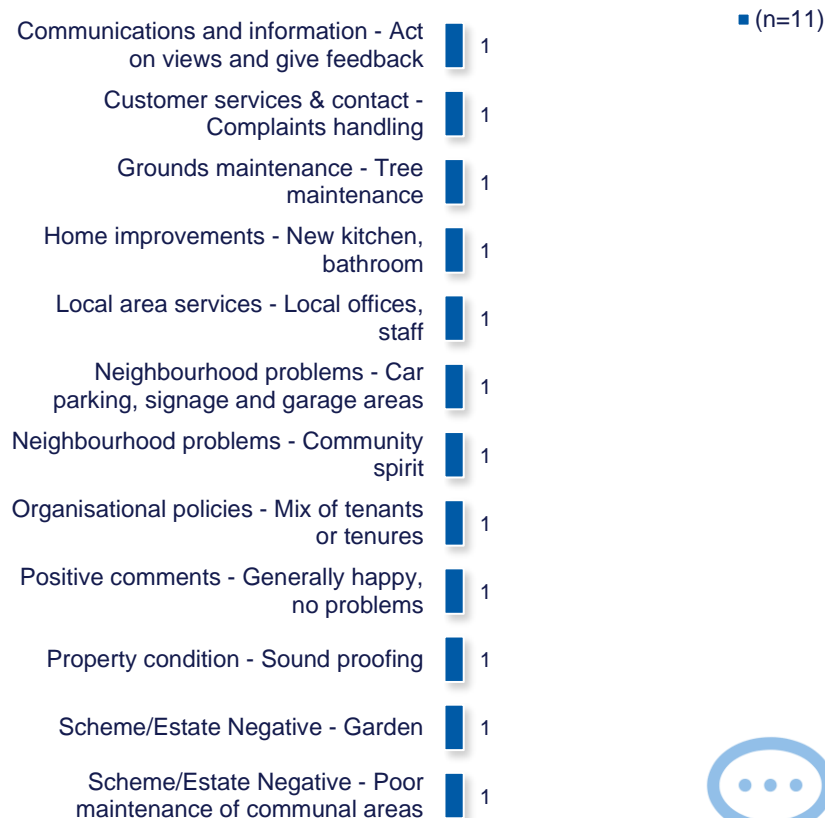 (n=11)
Communications and information - Act
on views and give feedback
1
Customer services & contact -
Complaints handling
1
Grounds maintenance - Tree
maintenance
1
Home improvements - New kitchen,
bathroom
1
Local area services - Local offices,
staff
1
Neighbourhood problems - Car
parking, signage and garage areas
1
Neighbourhood problems - Community
spirit
1
Organisational policies - Mix of tenants
or tenures
1
Positive comments - Generally happy,
no problems
1
Property condition - Sound proofing
1
Scheme/Estate Negative - Garden
1
Scheme/Estate Negative - Poor
maintenance of communal areas
1